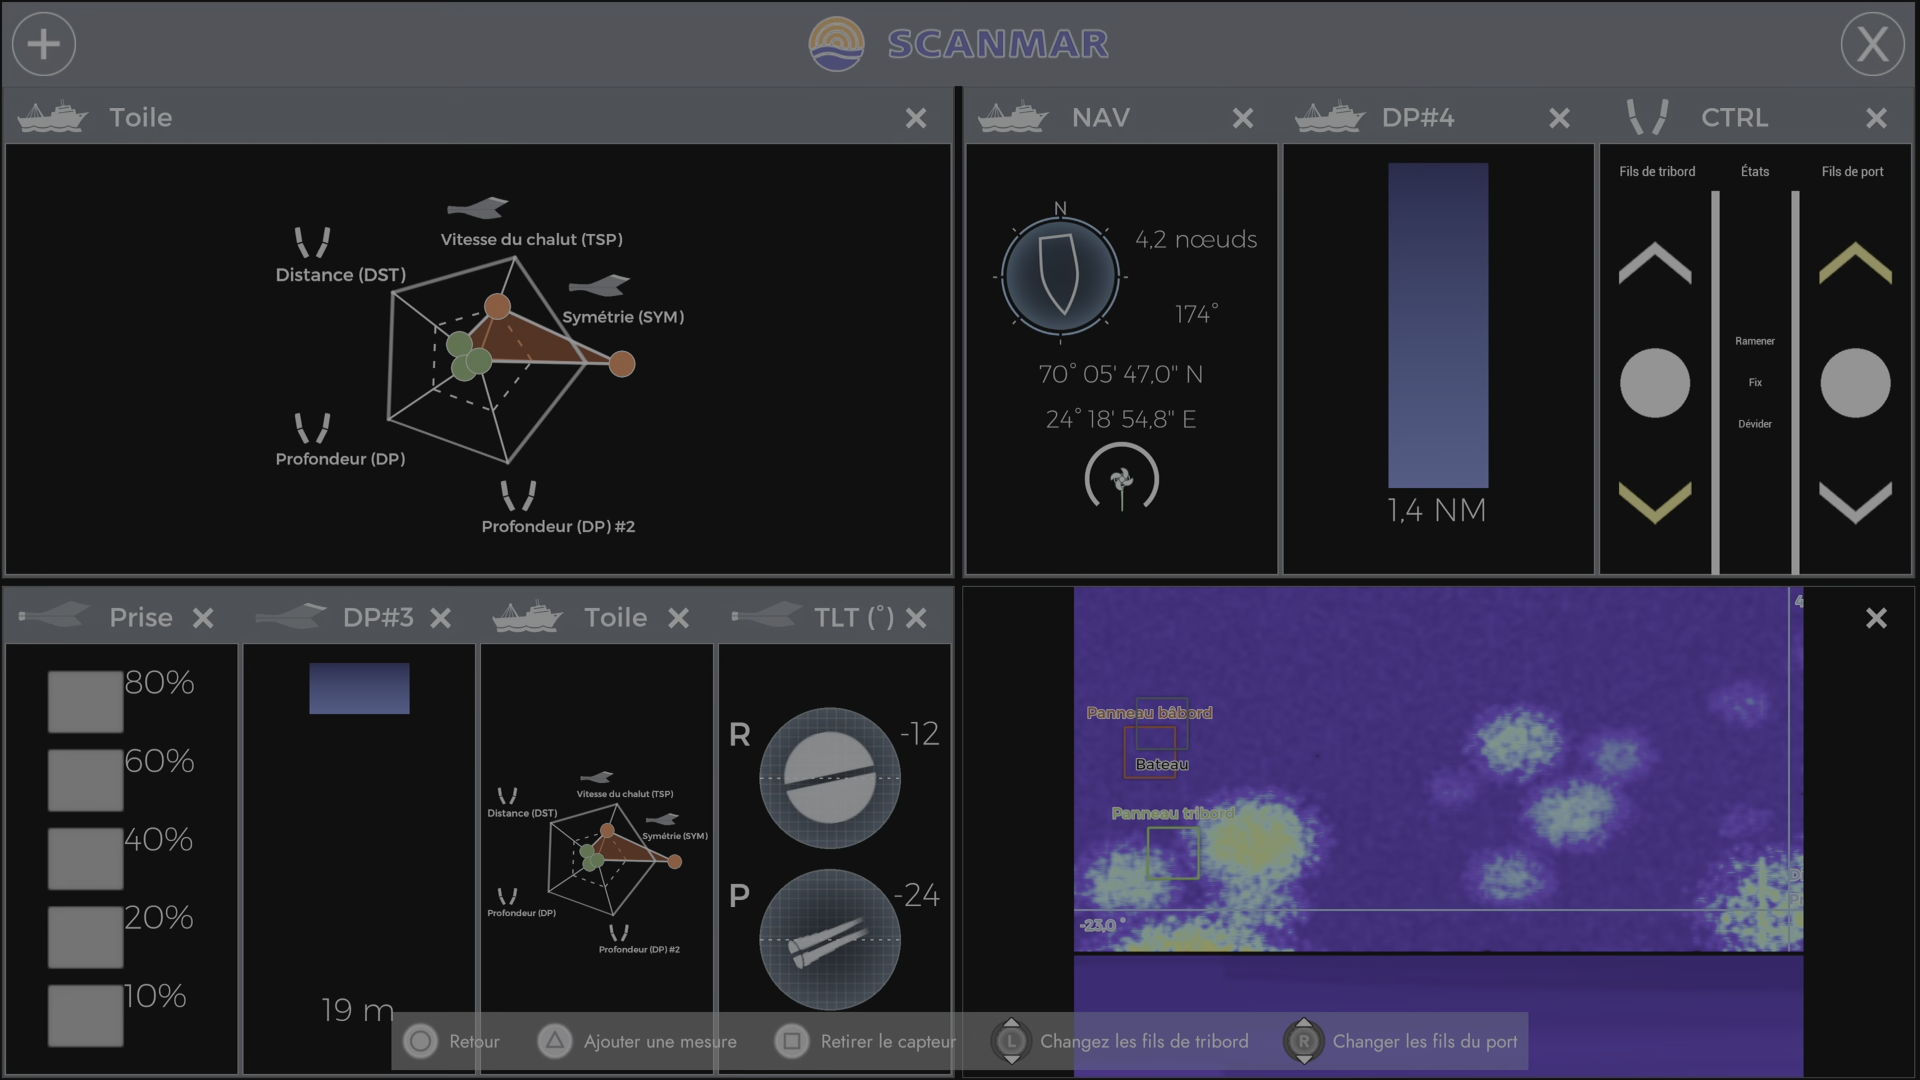 SCANMAR
X
Toile
NAV
DP#4
CTRL
Vitesse du chalut (TSP)
Distance (DST)
Symétrie (SYM)
Profondeur (DP)
Profondeur (DP) #2
N
4,2 nœuds
174°
70° 05' 47,0" N
24° 18' 54,8" E
1,4 NM
Fils de tribord
États
Fils de port
Ramener
Fix
Dévider
Prise
DP#3
Toile
TLT (°)
80%
60%
40%
20%
10%
19 m
Vitesse du chalut (TSP)
Distance (DST)
Symétrie (SYM)
Profondeur (DP)
Profondeur (DP) #2
R
-12
P
-24
Panneau bâbord
Bateau
Panneau tribord
-23,0 °
Retour
Ajouter une mesure
Retirer le capteur
L
Changez les fils de tribord
R
Changer les fils du port